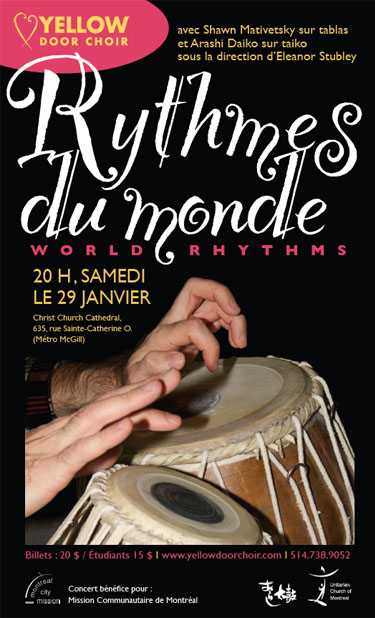 YELLOW
DOOR CHOIR
avec Shawn Mativetsky sur tablas
et Arashi Daiko sur taiko
sous la direction d'Eleanor Stubley
Rythmes
du monde
WORLD RHYTHMS
20 H, SAMEDI
LE 29 JANVIER
Christ Church Cathedral,
635, rue Sainte-Catherine O.
(Métro McGill)
Billets : 20 $ / Étudiants 15 $ I www.yellowdoorchoir.com I 514.738.9052
montreal
city
mission
Concert bénéfice pour :
Mission Communautaire de Montréal
Unitarian
Church of
Montreal